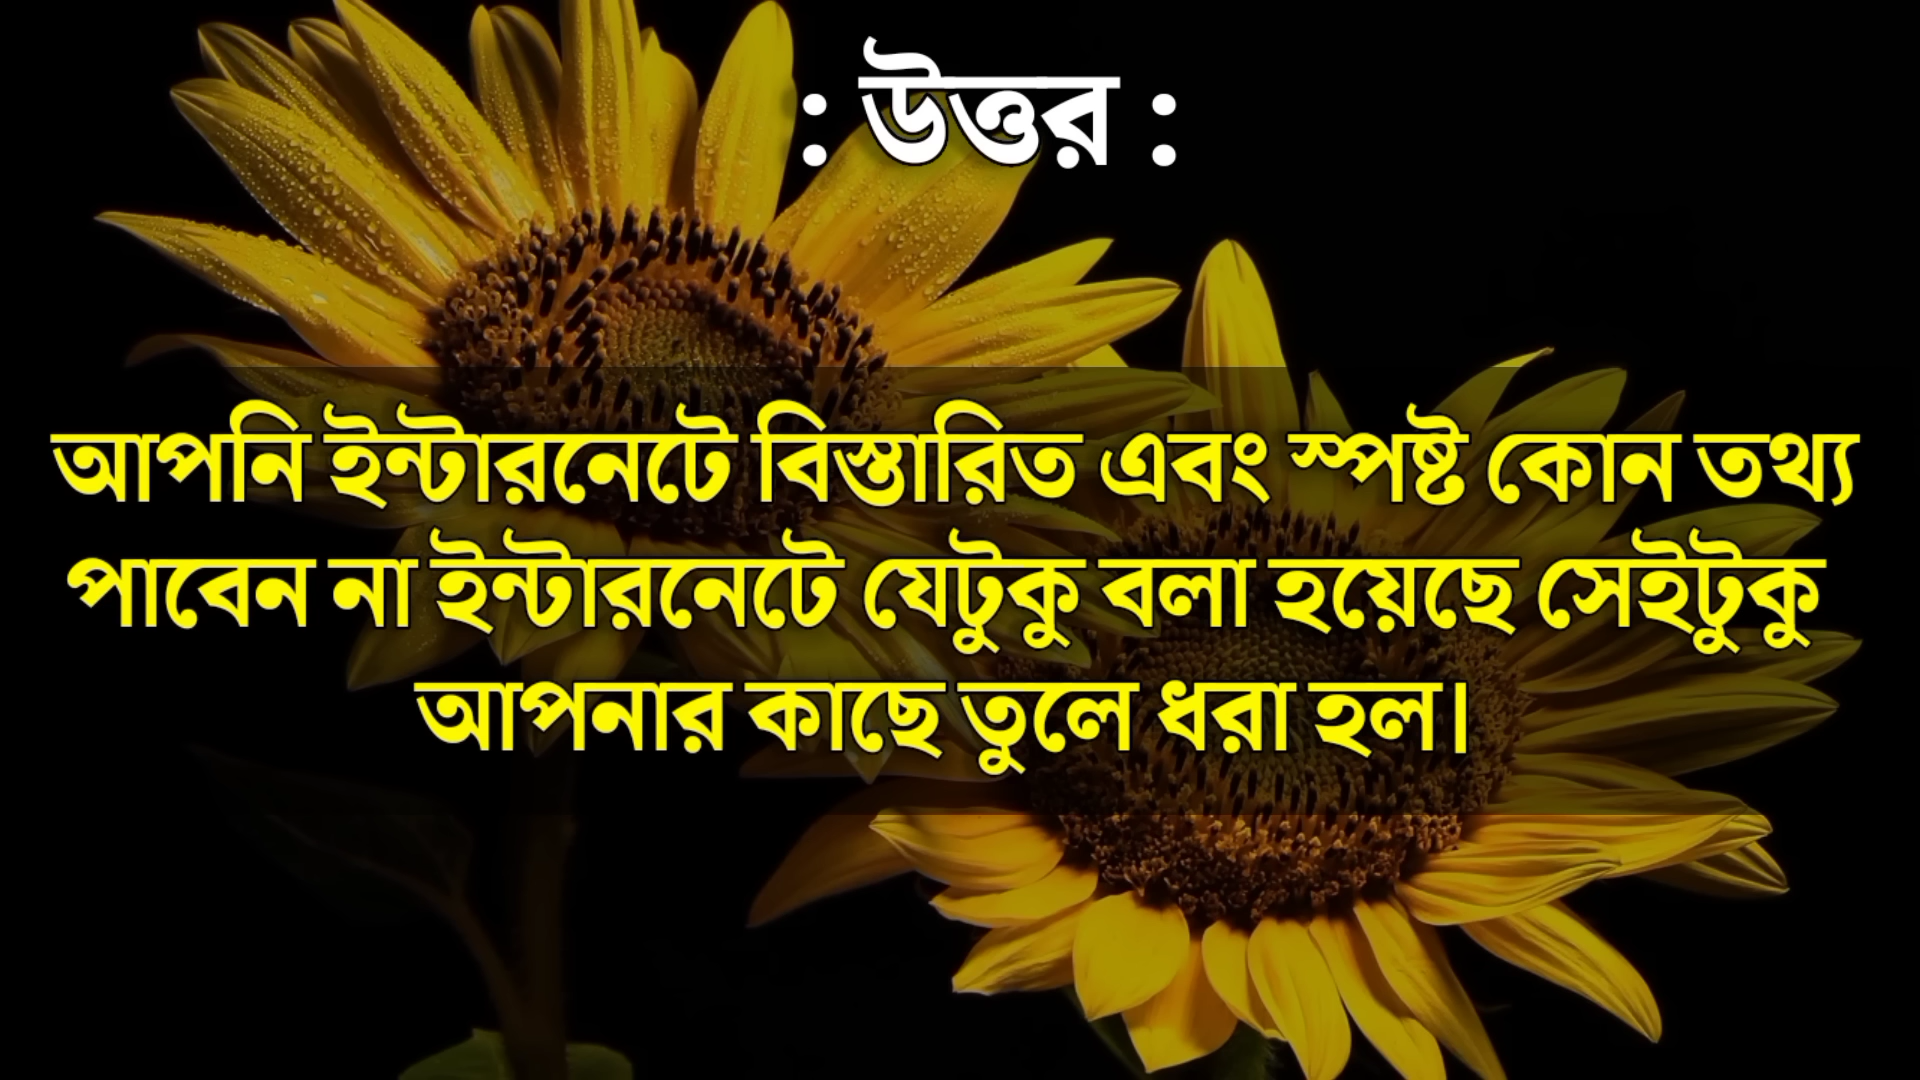 : উত্তর :
আপনি ইন্টারনেটে বিস্তারিত এবং স্পষ্ট কোন তথ্য
পাবেন না ইন্টারনেটে যেটুকু বলা হয়েছে সেইটুকু
আপনার কাছে তুলে ধরা হল।